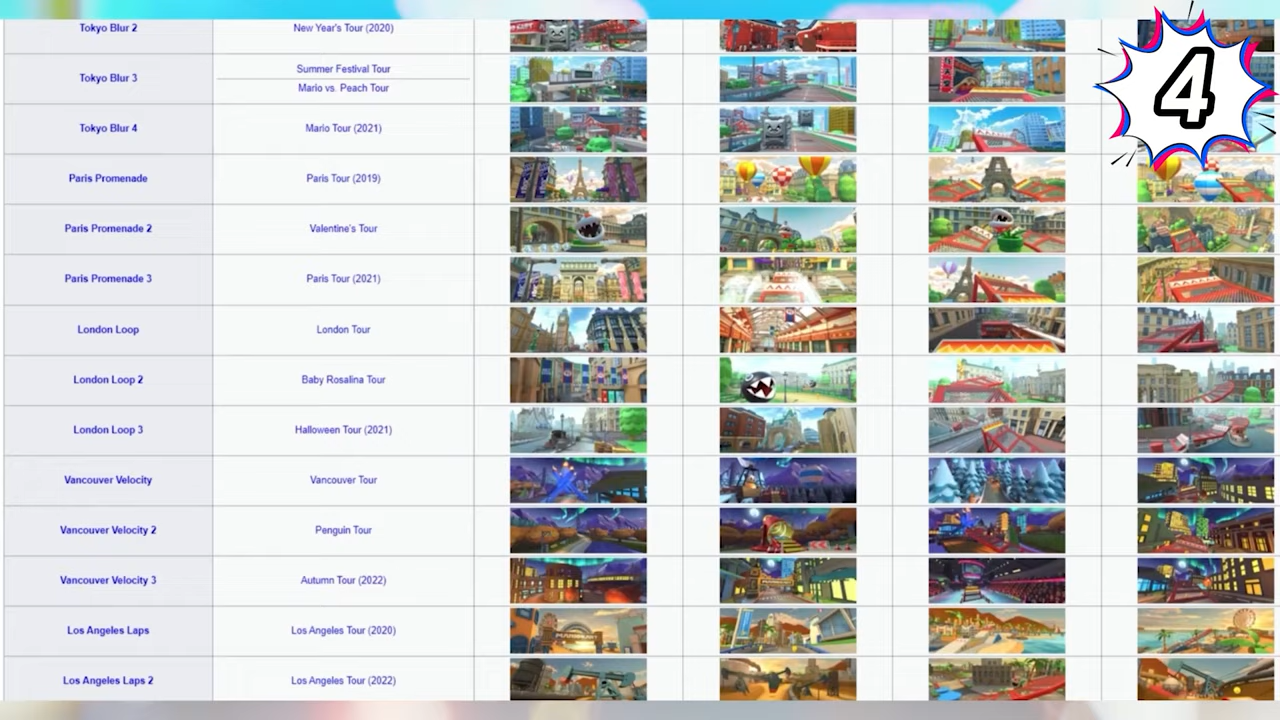 Tokyo Blur 2
New Year's Tour (2020)
4
Tokyo Blur 3
Summer Festival Tour
Mario vs. Peach Tour
Tokyo Blur 4
Mario Tour (2021)
Paris Promenade
Paris Tour (2019)
Paris Promenade 2
Valentine's Tour
Paris Promenade 3
Paris Tour (2021)
London Loop
London Tour
London Loop 2
Baby Rosalina Tour
London Loop 3
Halloween Tour (2021)
Vancouver Velocity
Vancouver Tour
Vancouver Velocity 2
Penguin Tour
Vancouver Velocity 3
Autumn Tour (2022)
Los Angeles Laps
Los Angeles Tour (2020)
Los Angeles Laps 2
Los Angeles Tour (2022)